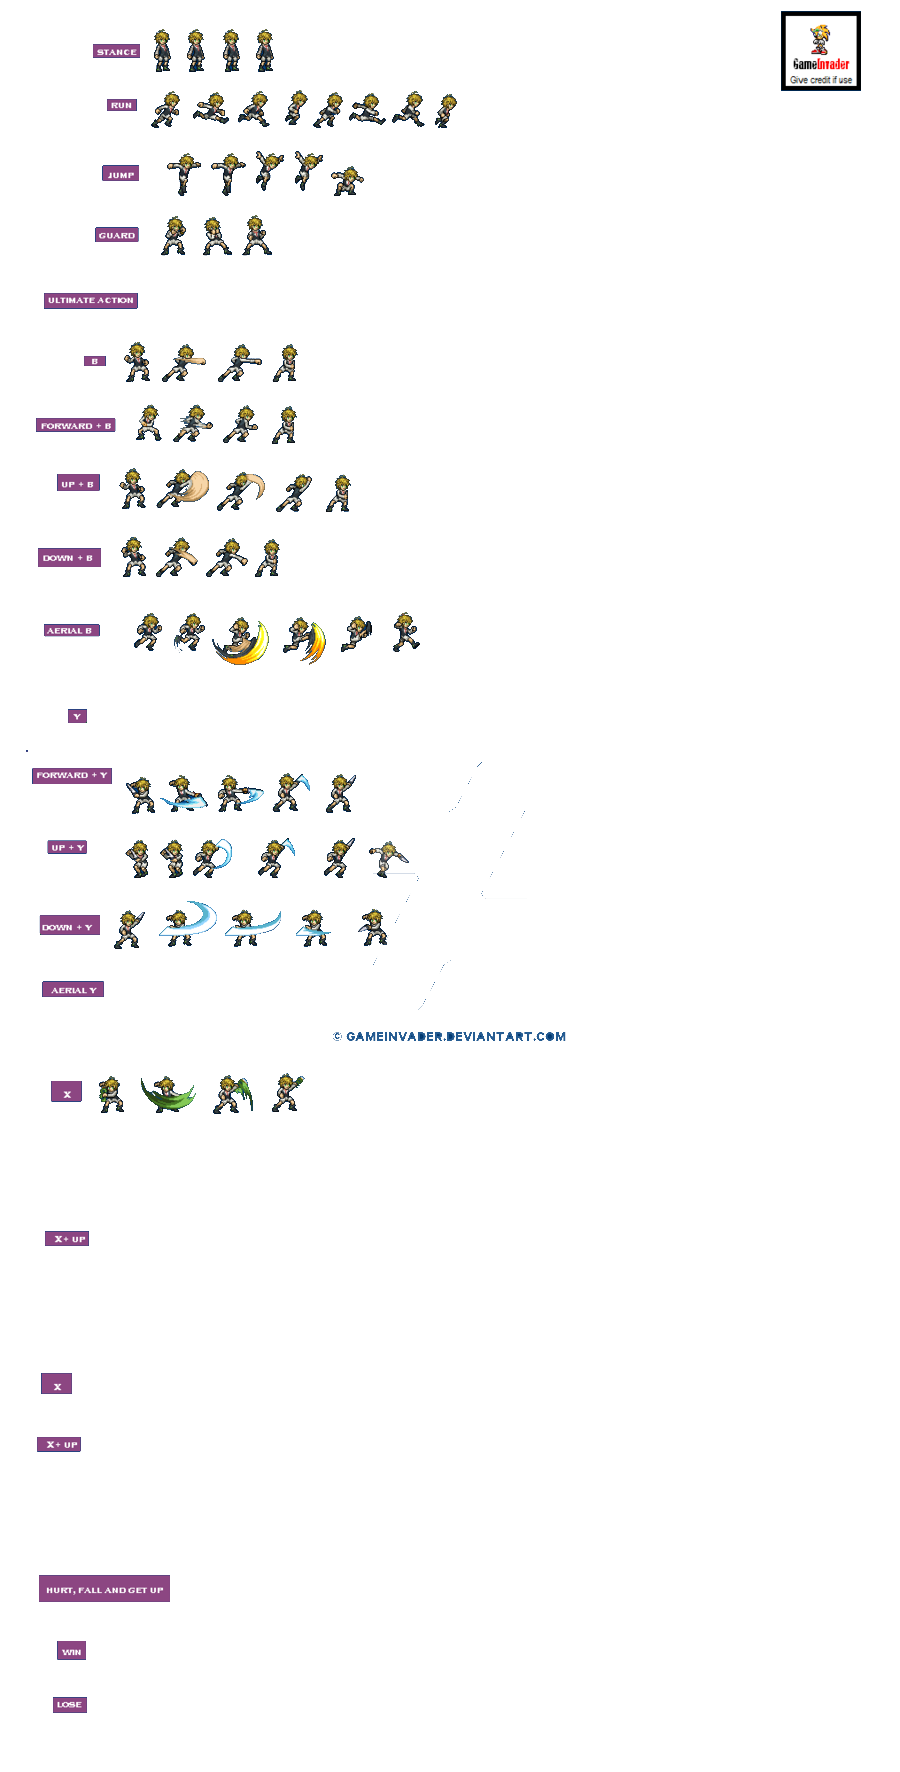 STANCE
GameInvader
Give credit if use
RUN
JUMP
GUARD
ULTIMATE ACTION
B
FORWARD + B
UP + B
DOWN + B
AERIAL B
Y
FORWARD + Y
UP + Y
DOWN + Y
AERIAL Y
© GAMEINVADER.DEVIANTART.COM
X
X+ UP
X
X+ UP
HURT, FALL AND GET UP
WIN
LOSE